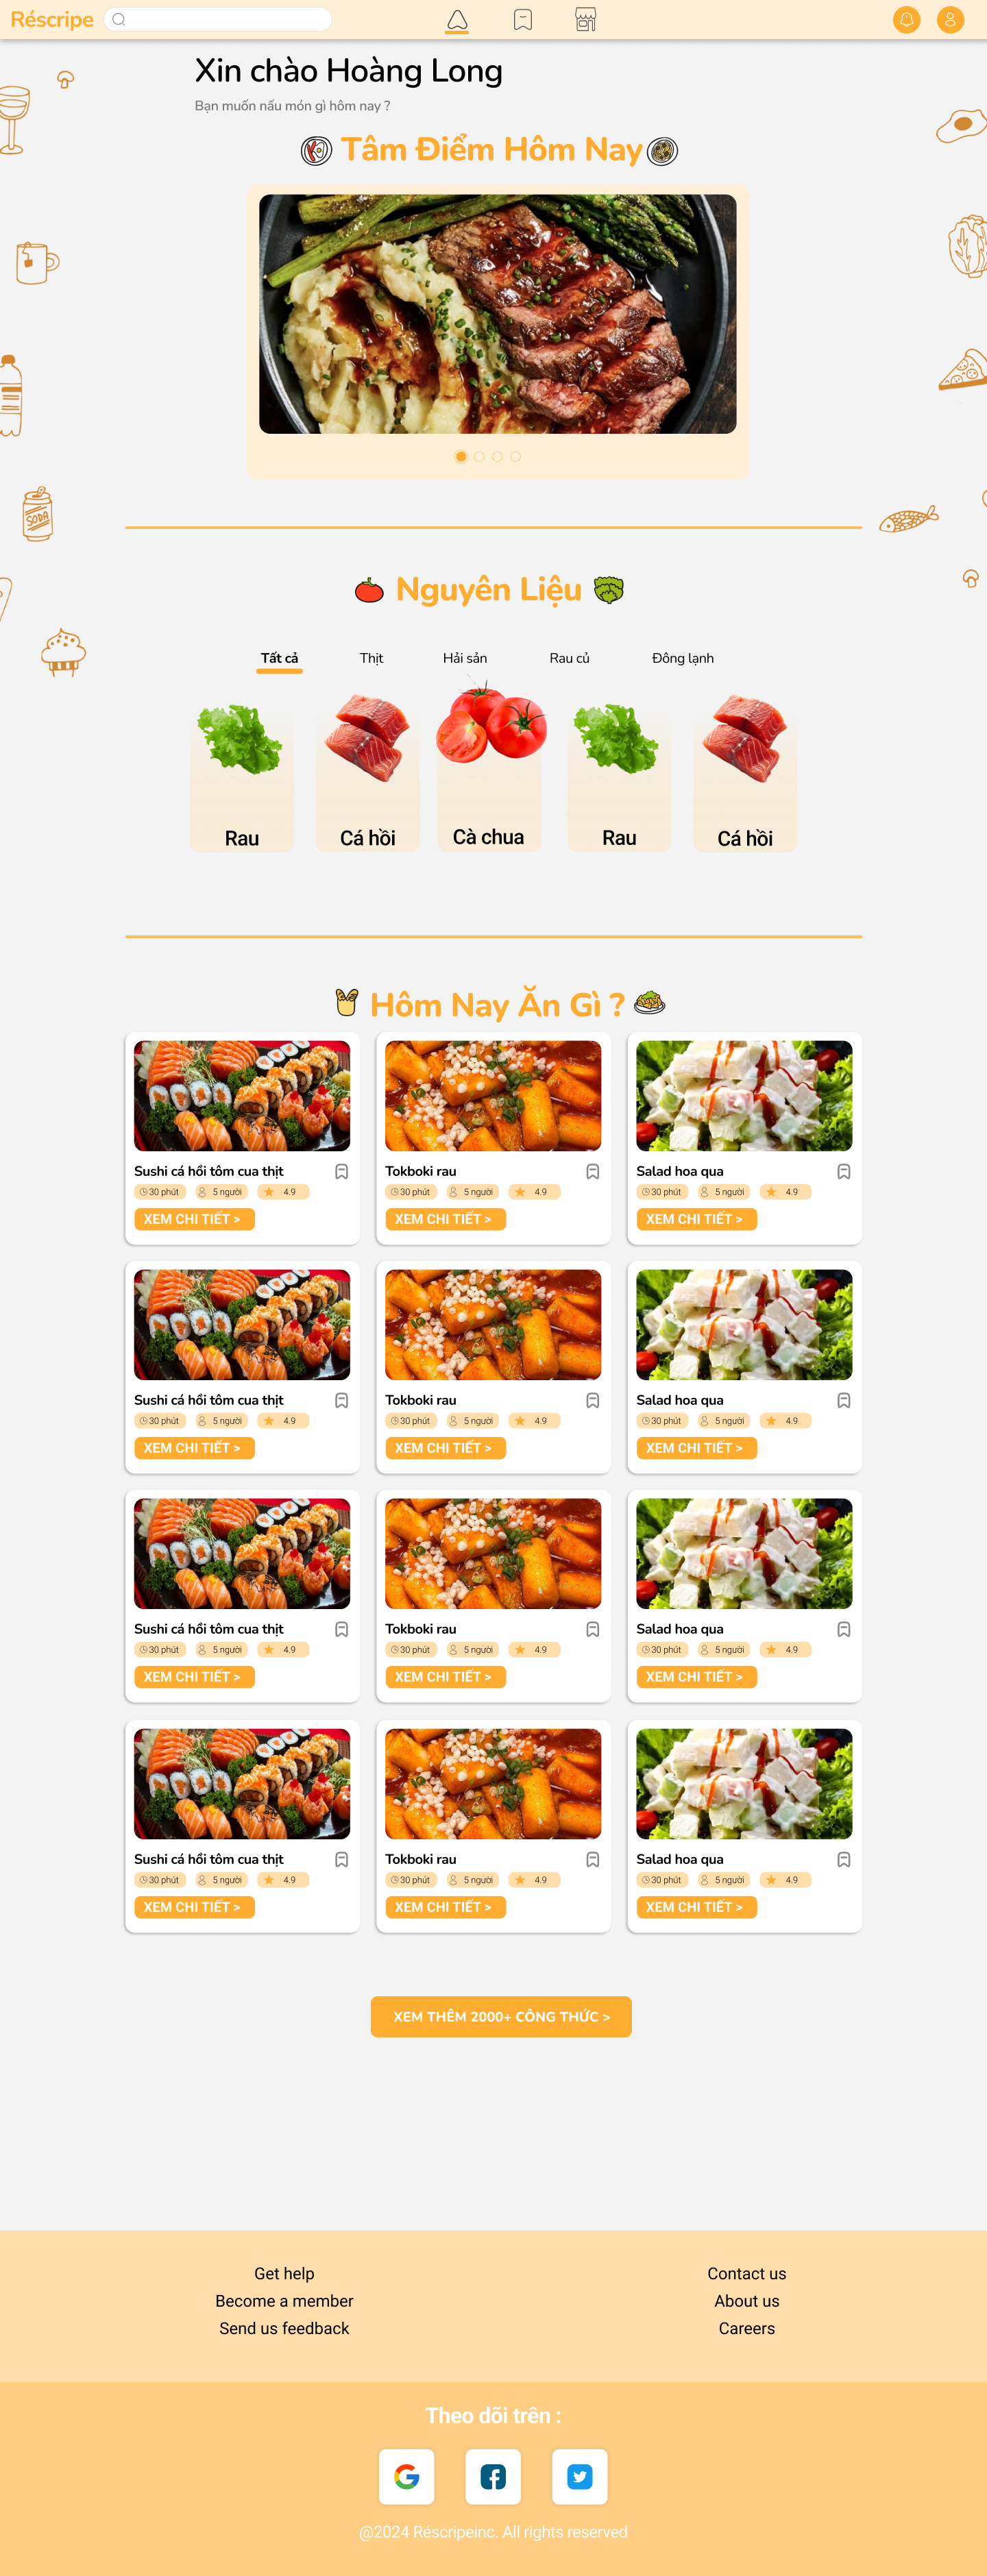 Réscripe
Xin chào Hoàng Long
Bạn muốn nấu món gì hôm nay ?
Tâm Điểm Hôm Nay
Nguyên Liệu
Tất cả Thịt Hải sản Rau củ Đông lạnh
Rau Cá hồi Cà chua Rau Cá hồi
Hôm Nay Ăn Gì ?
Sushi cá hồi tôm cua thịt Tokboki rau Salad hoa qua
30 phút 5 người 4.9 30 phút 5 người 4.9 30 phút 5 người 4.9
XEM CHI TIẾT > XEM CHI TIẾT > XEM CHI TIẾT >
Sushi cá hồi tôm cua thịt Tokboki rau Salad hoa qua
30 phút 5 người 4.9 30 phút 5 người 4.9 30 phút 5 người 4.9
XEM CHI TIẾT > XEM CHI TIẾT > XEM CHI TIẾT >
Sushi cá hồi tôm cua thịt Tokboki rau Salad hoa qua
30 phút 5 người 4.9 30 phút 5 người 4.9 30 phút 5 người 4.9
XEM CHI TIẾT > XEM CHI TIẾT > XEM CHI TIẾT >
Sushi cá hồi tôm cua thịt Tokboki rau Salad hoa qua
30 phút 5 người 4.9 30 phút 5 người 4.9 30 phút 5 người 4.9
XEM CHI TIẾT > XEM CHI TIẾT > XEM CHI TIẾT >
XEM THÊM 2000+ CÔNG THỨC >
Get help Contact us
Become a member About us
Send us feedback Careers
Theo dõi trên :
@2024 Réscripeinc. All rights reserved
SODA